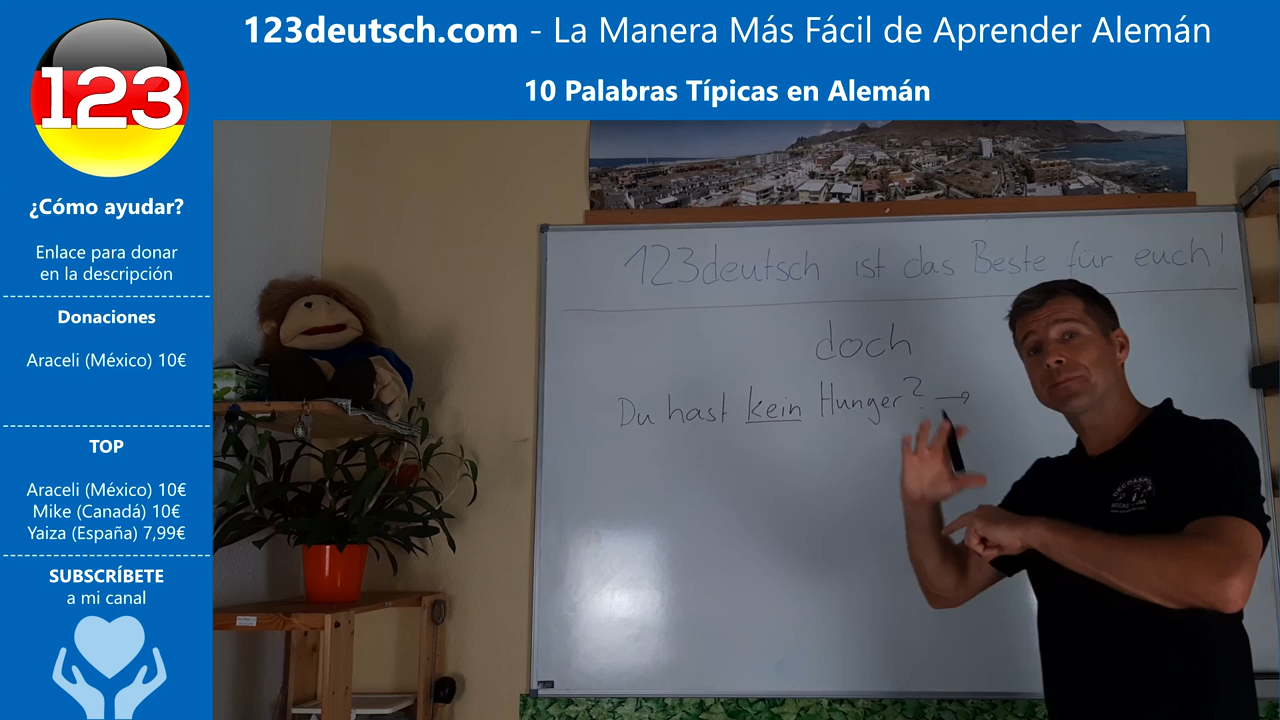 123deutsch.com - La Manera Más Fácil de Aprender Alemán
10 Palabras Típicas en Alemán
123
¿Cómo ayudar?
Enlace para donar
en la descripción
Donaciones
Araceli (México) 10€
TOP
Araceli (México) 10€
Mike (Canadá) 10€
Yaiza (España) 7,99€
SUBSCRÍBETE
a mi canal
123deutsch ist das Beste für euch!
doch
Du hast kein Hunger? →